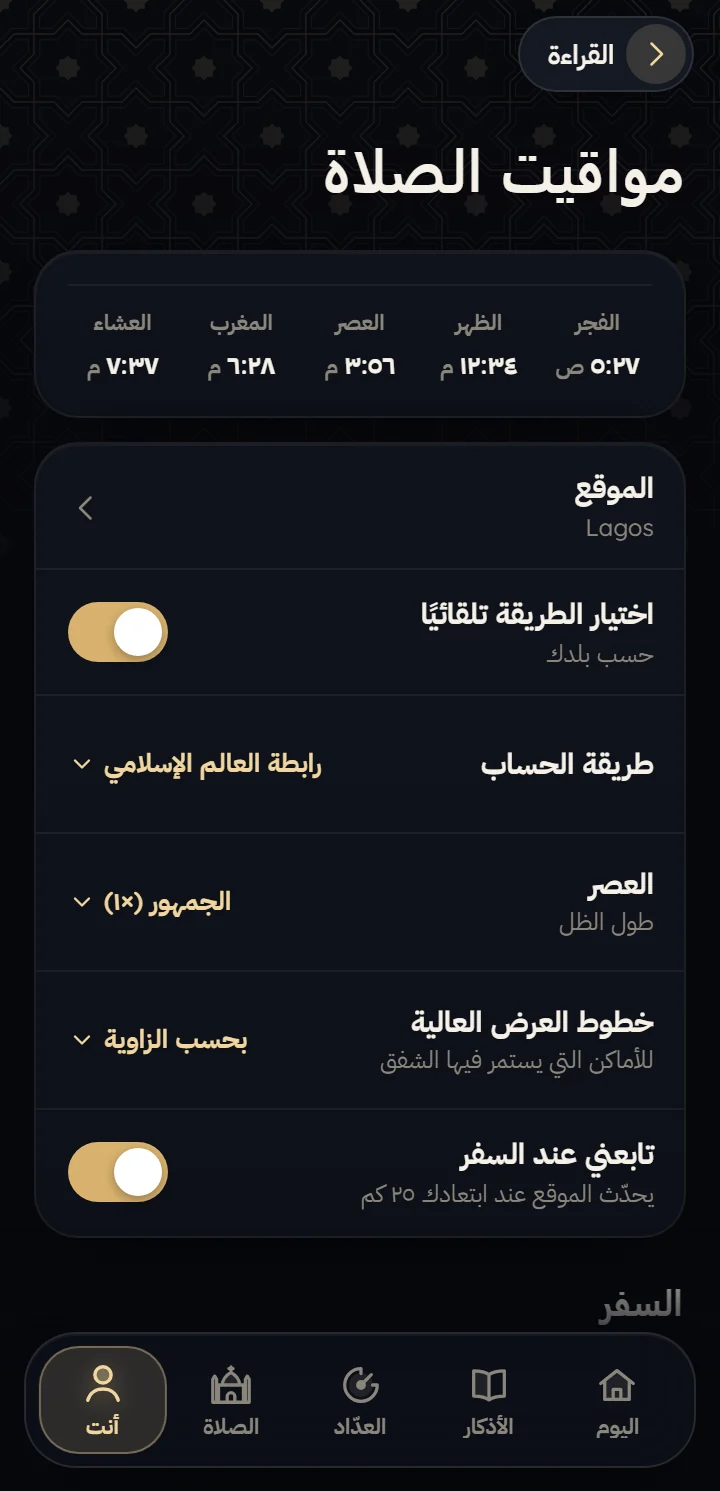 القراءة
مواقيت الصلاة
الفجر الظهر العصر المغرب العشاء
٥:٢٧ ص ١٢:٣٤ م ٣:٥٦ م ٦:٢٨ م ٧:٣٧ م
الموقع
Lagos
اختيار الطريقة تلقائيًا
حسب بلدك
طريقة الحساب رابطة العالم الإسلامي
العصر الجمهور (×١)
طول الظل
خطوط العرض العالية بحسب الزاوية
للأماكن التي يستمر فيها الشفق
تابعني عند السفر
يحدّث الموقع عند ابتعادك ٢٥ كم
السفر
اليوم الأذكار العدّاد الصلاة أنت